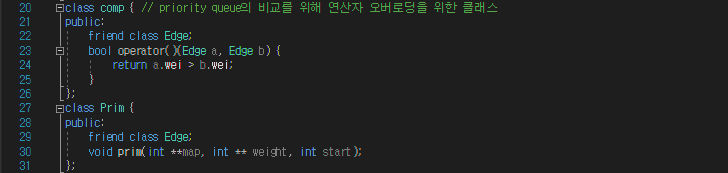 20 class comp { // priority queue의 비교를 위해 연산자 오버로딩을 위한 클래스
21 public:
22 friend class Edge;
23 bool operator()(Edge a, Edge b) {
24 return a.wei > b.wei;
25 }
26 };
27 class Prim {
28 public:
29 friend class Edge;
30 void prim(int **map, int ** weight, int start);
31 };